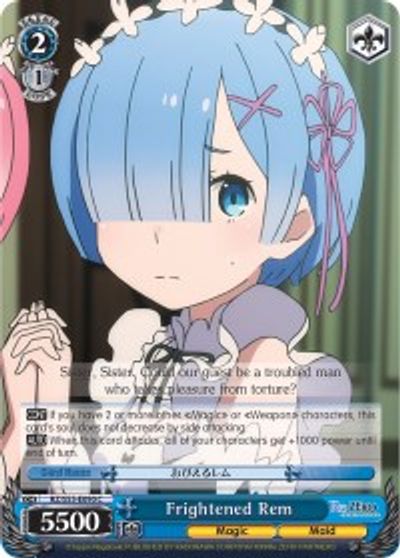 2
1
Sister, Sister, Could our guest be a troubled man
who takes pleasure from torture?
If you have 2 or more other «Magic» or «Weapon» characters, this
card's soul does not decrease by side attacking.
When this card attacks, all of your characters get +1000 power until
end of turn.
Card Name
おびえるレム
5500
Frightened Rem
Magic
Maid